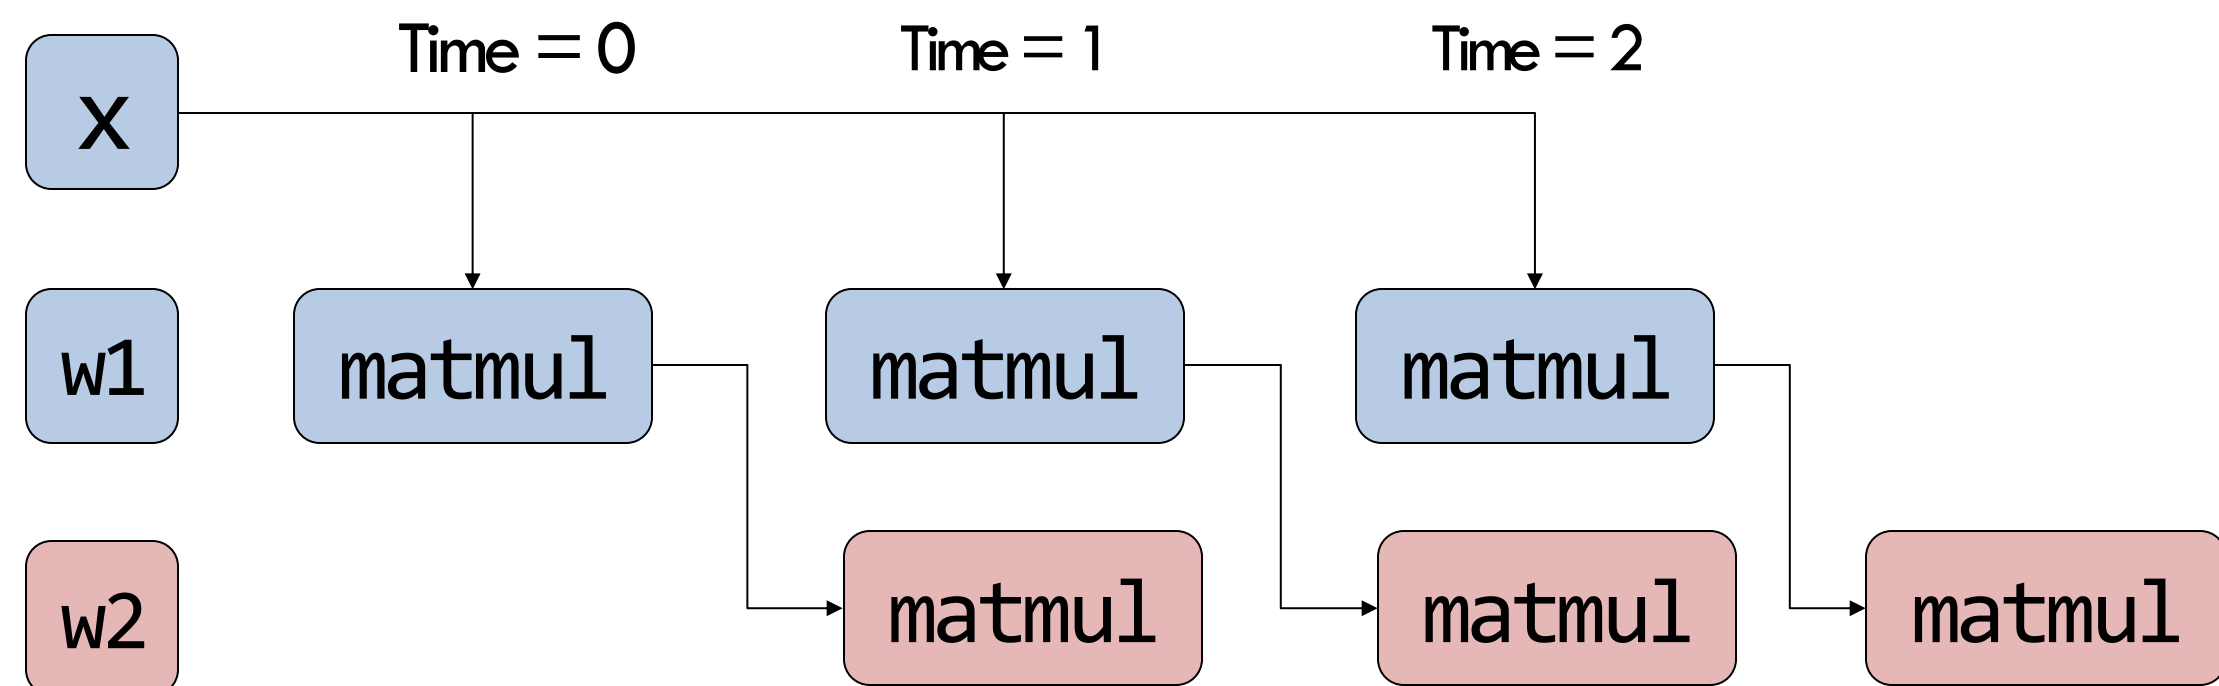 Time = 0 Time = 1 Time = 2
x
w1 matmul matmul matmul
w2 matmul matmul matmul